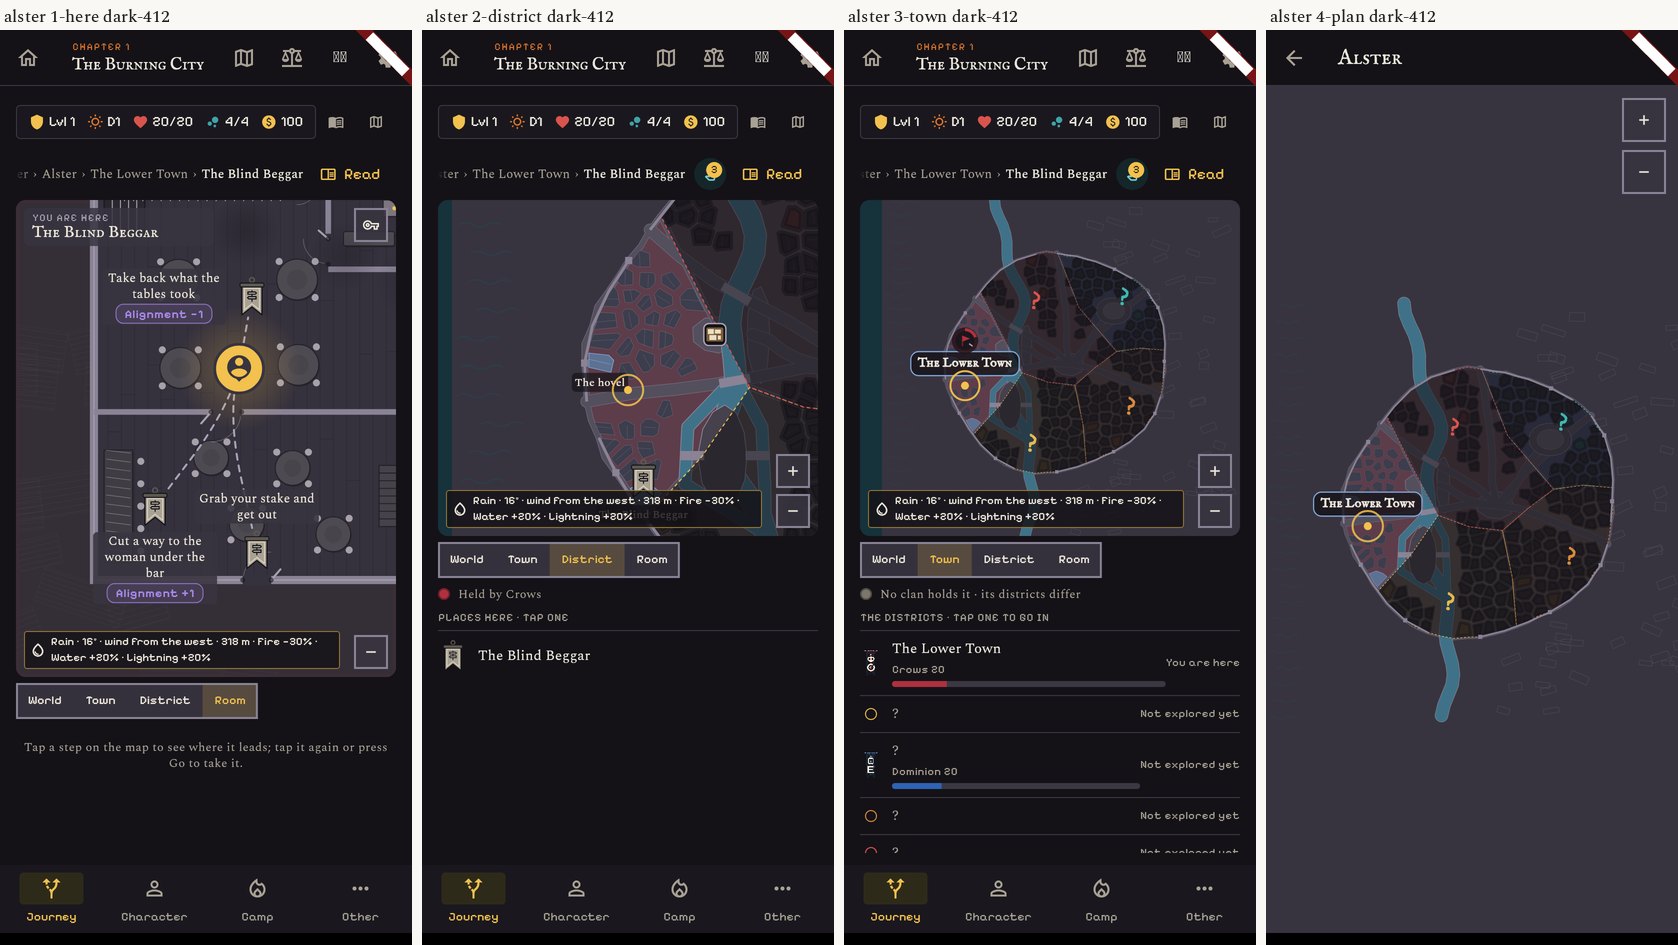 alster 1-here dark-412
CHAPTER 1
The Burning City
Lvl 1
D1
20/20
4/4
100
er › Alster › The Lower Town › The Blind Beggar
Read
YOU ARE HERE
The Blind Beggar
Take back what the
tables took
Alignment -1
Grab your stake and
get out
Cut a way to the
woman under the
bar
Alignment +1
Rain · 16° · wind from the west · 318 m · Fire -30% ·
Water +20% · Lightning +20%
World
Town
District
Room
Tap a step on the map to see where it leads; tap it again or press
Go to take it.
Journey
Character
Camp
Other
alster 2-district dark-412
CHAPTER 1
The Burning City
Lvl 1
D1
20/20
4/4
100
ster › The Lower Town › The Blind Beggar
3
Read
The hovel
Rain · 16° · wind from the west · 318 m · Fire -30% ·
Water +20% · Lightning +20%
World
Town
District
Room
Held by Crows
PLACES HERE · TAP ONE
The Blind Beggar
Journey
Character
Camp
Other
alster 3-town dark-412
CHAPTER 1
The Burning City
Lvl 1
D1
20/20
4/4
100
ster › The Lower Town › The Blind Beggar
3
Read
?
?
The Lower Town
?
?
Rain · 16° · wind from the west · 318 m · Fire -30% ·
Water +20% · Lightning +20%
World
Town
District
Room
No clan holds it · its districts differ
THE DISTRICTS · TAP ONE TO GO IN
The Lower Town
Crows 20
You are here
?
Not explored yet
?
Dominion 20
Not explored yet
?
Not explored yet
?
Not explored yet
Journey
Character
Camp
Other
alster 4-plan dark-412
Alster
?
?
The Lower Town
?
?